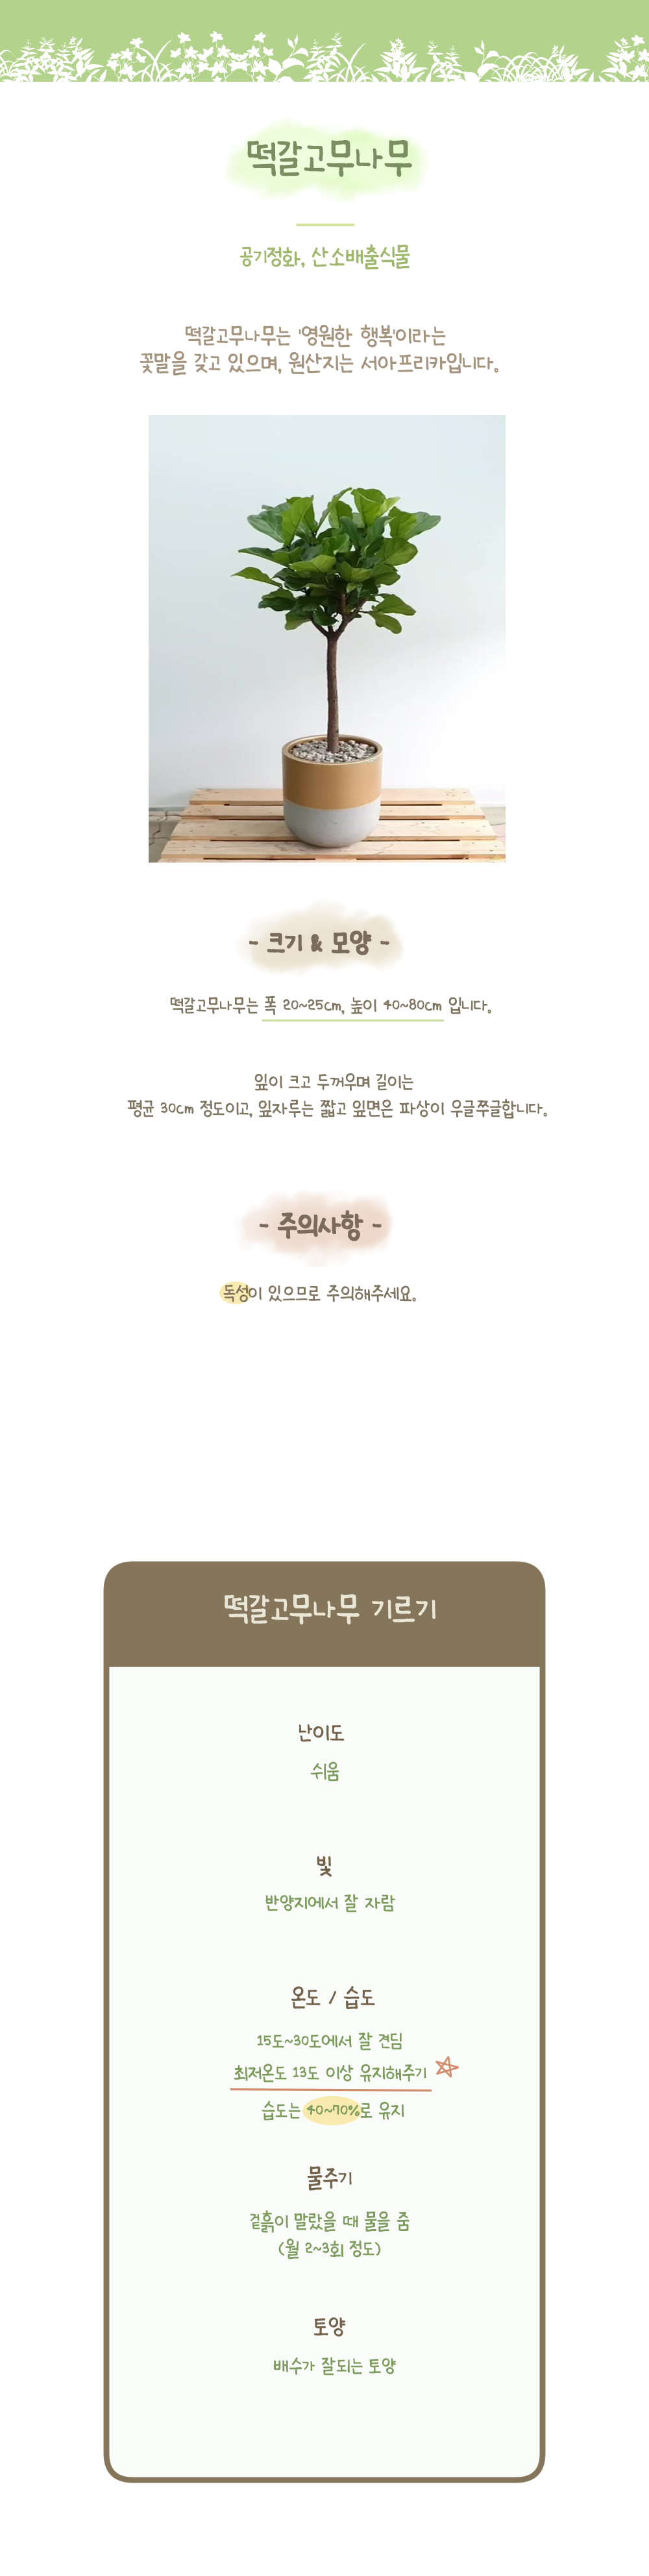 떡갈고무나무
공기정화, 산소배출식물
떡갈고무나무는 '영원한 행복'이라는
꽃말을 갖고 있으며, 원산지는 서아프리카입니다.
- 크기 & 모양 -
떡갈고무나무는 폭 20~25cm, 높이 40~80cm 입니다.
잎이 크고 두꺼우며 길이는
평균 30cm 정도이고, 잎자루는 짧고 잎면은 파상이 우글쭈글합니다.
- 주의사항 -
독성이 있으므로 주의해주세요.
떡갈고무나무 기르기
난이도
쉬움
빛
반양지에서 잘 자람
온도 / 습도
15도~30도에서 잘 견딤
최저온도 13도 이상 유지해주기
습도는 40~70%로 유지
물주기
겉흙이 말랐을 때 물을 줌
(월 2~3회 정도)
토양
배수가 잘되는 토양